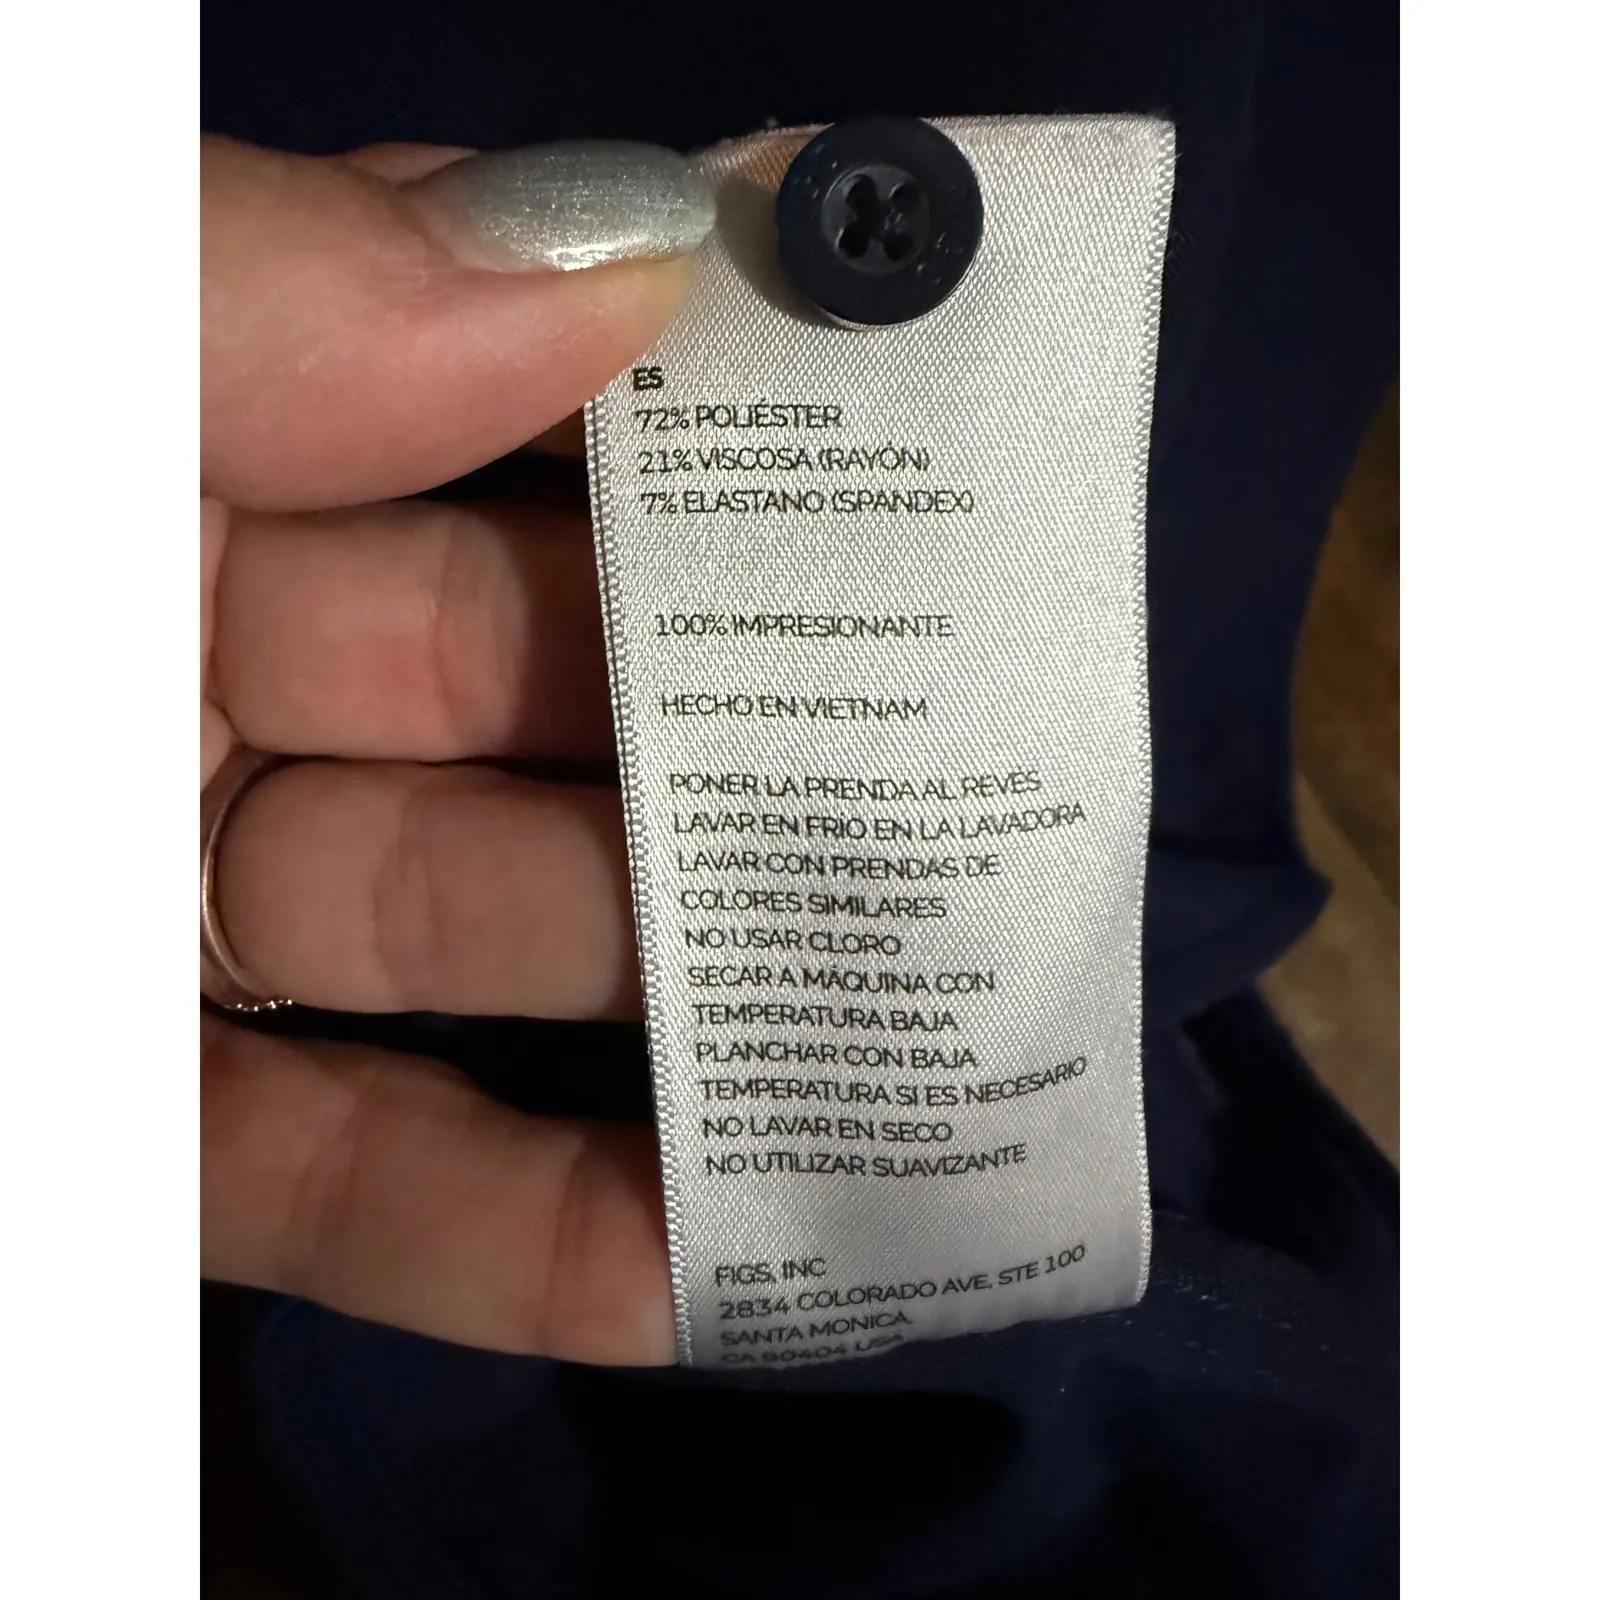 ES
72% POLIÉSTER
21% VISCOSA (RAYÓN)
7% ELASTANO (SPANDEX)
100% IMPRESIONANTE
HECHO EN VIETNAM
PONER LA PRENDA AL REVÉS
LAVAR EN FRIO EN LA LAVADORA
LAVAR CON PRENDAS DE
COLORES SIMILARES
NO USAR CLORO
SECAR A MÁQUINA CON
TEMPERATURA BAJA
PLANCHAR CON BAJA
TEMPERATURA SI ES NECESARIO
NO LAVAR EN SECO
NO UTILIZAR SUAVIZANTE
FIGS, INC
2834 COLORADO AVE, STE 100
SANTA MONICA,
CA 90404 USA